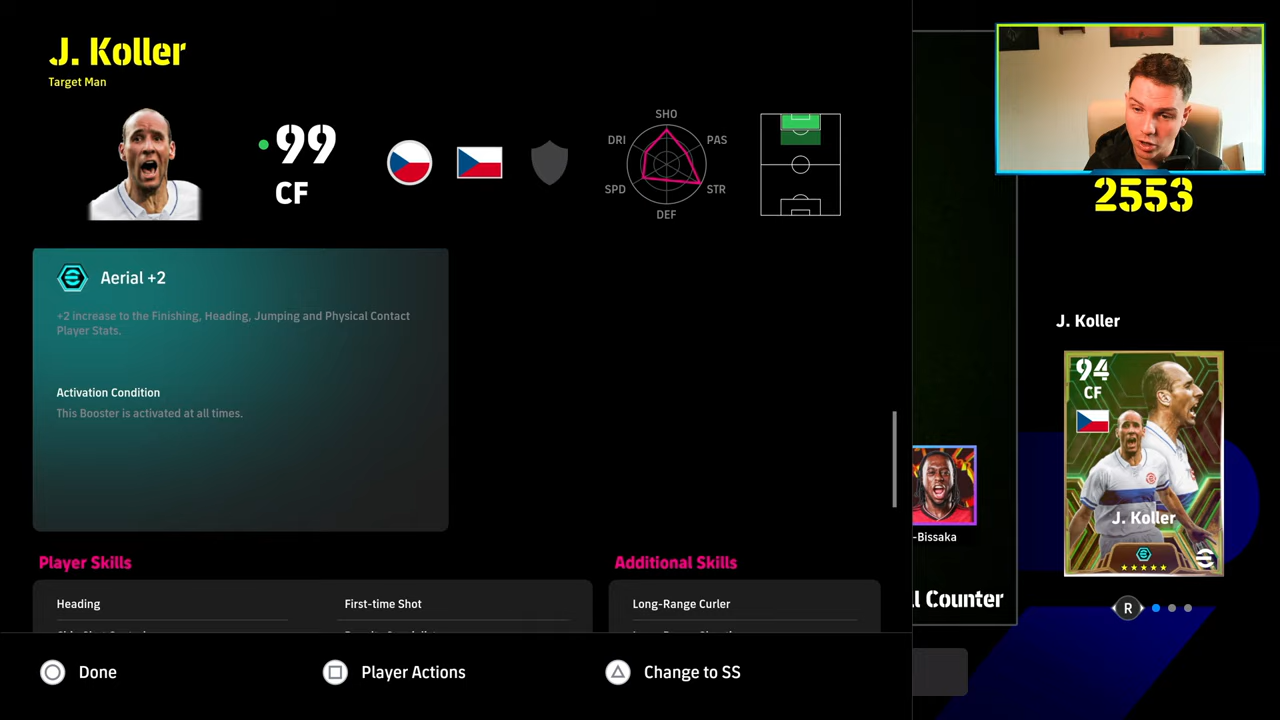 J. Koller
Target Man
99
CF
SHO
DRI
PAS
SPD
STR
DEF
2553
Aerial +2
+2 increase to the Finishing, Heading, Jumping and Physical Contact
Player Stats.
Activation Condition
This Booster is activated at all times.
J. Koller
94
CF
J. Koller
-Bissaka
l Counter
R
Player Skills
Additional Skills
Heading
First-time Shot
Long-Range Curler
Done
Player Actions
Change to SS